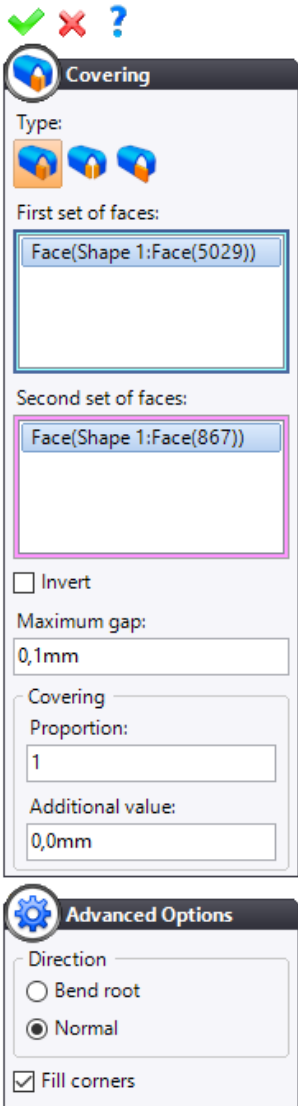 ?
Covering
Type:
First set of faces:
Face(Shape 1:Face(5029))
Second set of faces:
Face(Shape 1:Face(867))
Invert
Maximum gap:
0,1mm
Covering
Proportion:
1
Additional value:
0,0mm
Advanced Options
Direction
Bend root
Normal
Fill corners